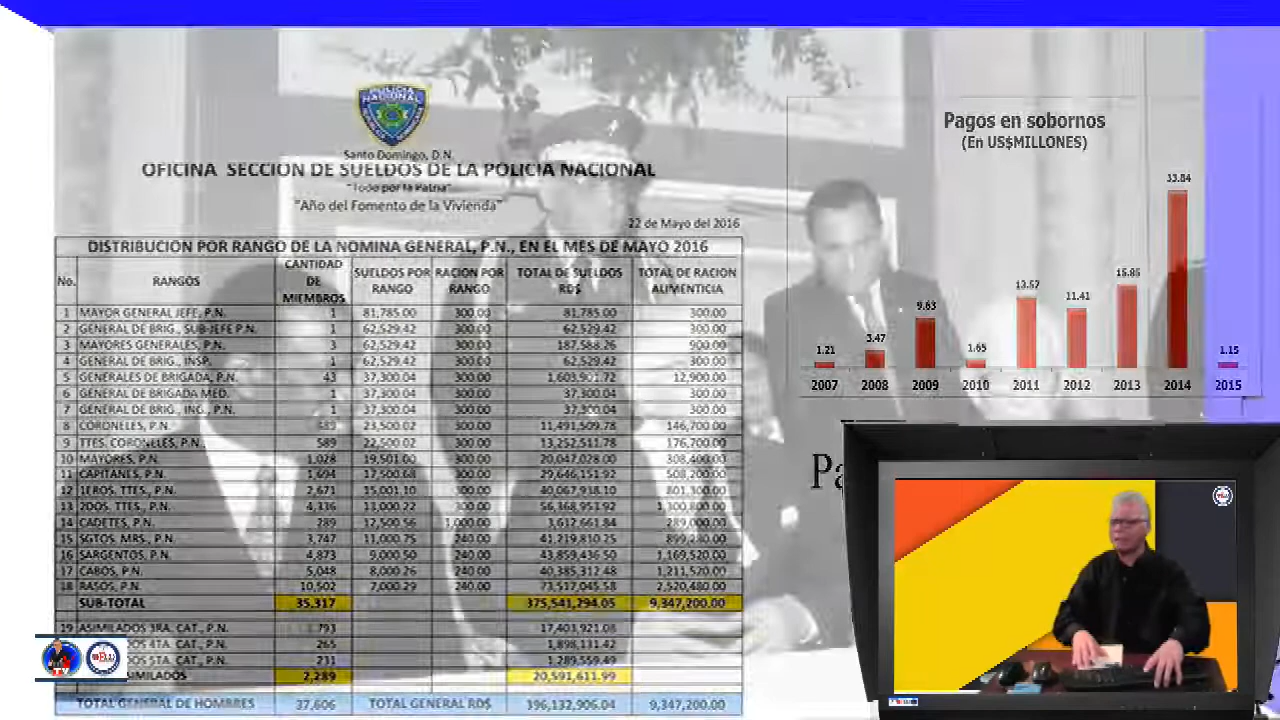 POLICIA
NACIONAL
Santo Domingo, D.N.
OFICINA SECCION DE SUELDOS DE LA POLICIA NACIONAL
"Todo por la Patria"
"Año del Fomento de la Vivienda"
22 de Mayo del 2016
DISTRIBUCION POR RANGO DE LA NOMINA GENERAL, P.N., EN EL MES DE MAYO 2016
No. RANGOS CANTIDAD DE MIEMBROS SUELDOS POR RANGO RACION POR RANGO TOTAL DE SUELDOS RD$ TOTAL DE RACION ALIMENTICIA
1 MAYOR GENERAL JEFE, P.N. 1 81,785.00 300.00 81,785.00 300.00
2 GENERAL DE BRIG., SUB-JEFE P.N. 1 62,529.42 300.00 62,529.42 300.00
3 MAYORES GENERALES, P.N. 3 62,529.42 300.00 187,588.26 900.00
4 GENERAL DE BRIG., INSP. 1 62,529.42 300.00 62,529.42 300.00
5 GENERALES DE BRIGADA, P.N. 43 37,300.04 300.00 1,603,901.72 12,900.00
6 GENERAL DE BRIGADA MED. 1 37,300.04 300.00 37,300.04 300.00
7 GENERAL DE BRIG., ING., P.N. 1 37,300.04 300.00 37,300.04 300.00
8 CORONELES, P.N. 23,500.02 300.00 11,491,509.78 146,700.00
9 TTES. CORONELES, P.N. 589 22,500.02 300.00 13,252,511.78 176,700.00
10 MAYORES, P.N. 1,028 19,501.00 300.00 20,047,028.00 308,400.00
11 CAPITANES, P.N. 1,694 17,500.68 300.00 29,646,151.92 508,200.00
12 1EROS. TTES., P.N. 2,671 15,001.10 300.00 40,067,938.10 801,300.00
13 2DOS. TTES., P.N. 4,336 13,000.22 300.00 56,368,953.92 1,300,800.00
14 CADETES, P.N. 289 12,500.56 1,000.00 3,612,661.84 289,000.00
15 SGTOS. MRS., P.N. 3,747 11,000.75 240.00 41,219,810.25 899,280.00
16 SARGENTOS, P.N. 4,873 9,000.50 240.00 43,859,436.50 1,169,520.00
17 CABOS, P.N. 5,048 8,000.26 240.00 40,385,312.48 1,211,520.00
18 RASOS, P.N. 10,502 7,000.29 240.00 73,517,045.58 2,520,480.00
SUB-TOTAL 35,317 375,541,294.05 9,347,200.00
19 ASIMILADOS 3RA. CAT., P.N. 793 17,403,921.08
DOS 4TA. CAT., P.N. 265 1,898,131.42
DOS 5TA. CAT., P.N. 231 1,289,559.49
SIMILADOS 2,289 20,591,611.99
TOTAL GENERAL DE HOMBRES 37,606 TOTAL GENERAL RD$ 396,132,906.04 9,347,200.00
Pagos en sobornos
(En US$MILLONES)
1.21 3.47 9.63 1.65 13.57 11.41 15.85 33.84 1.15
2007 2008 2009 2010 2011 2012 2013 2014 2015
Pa